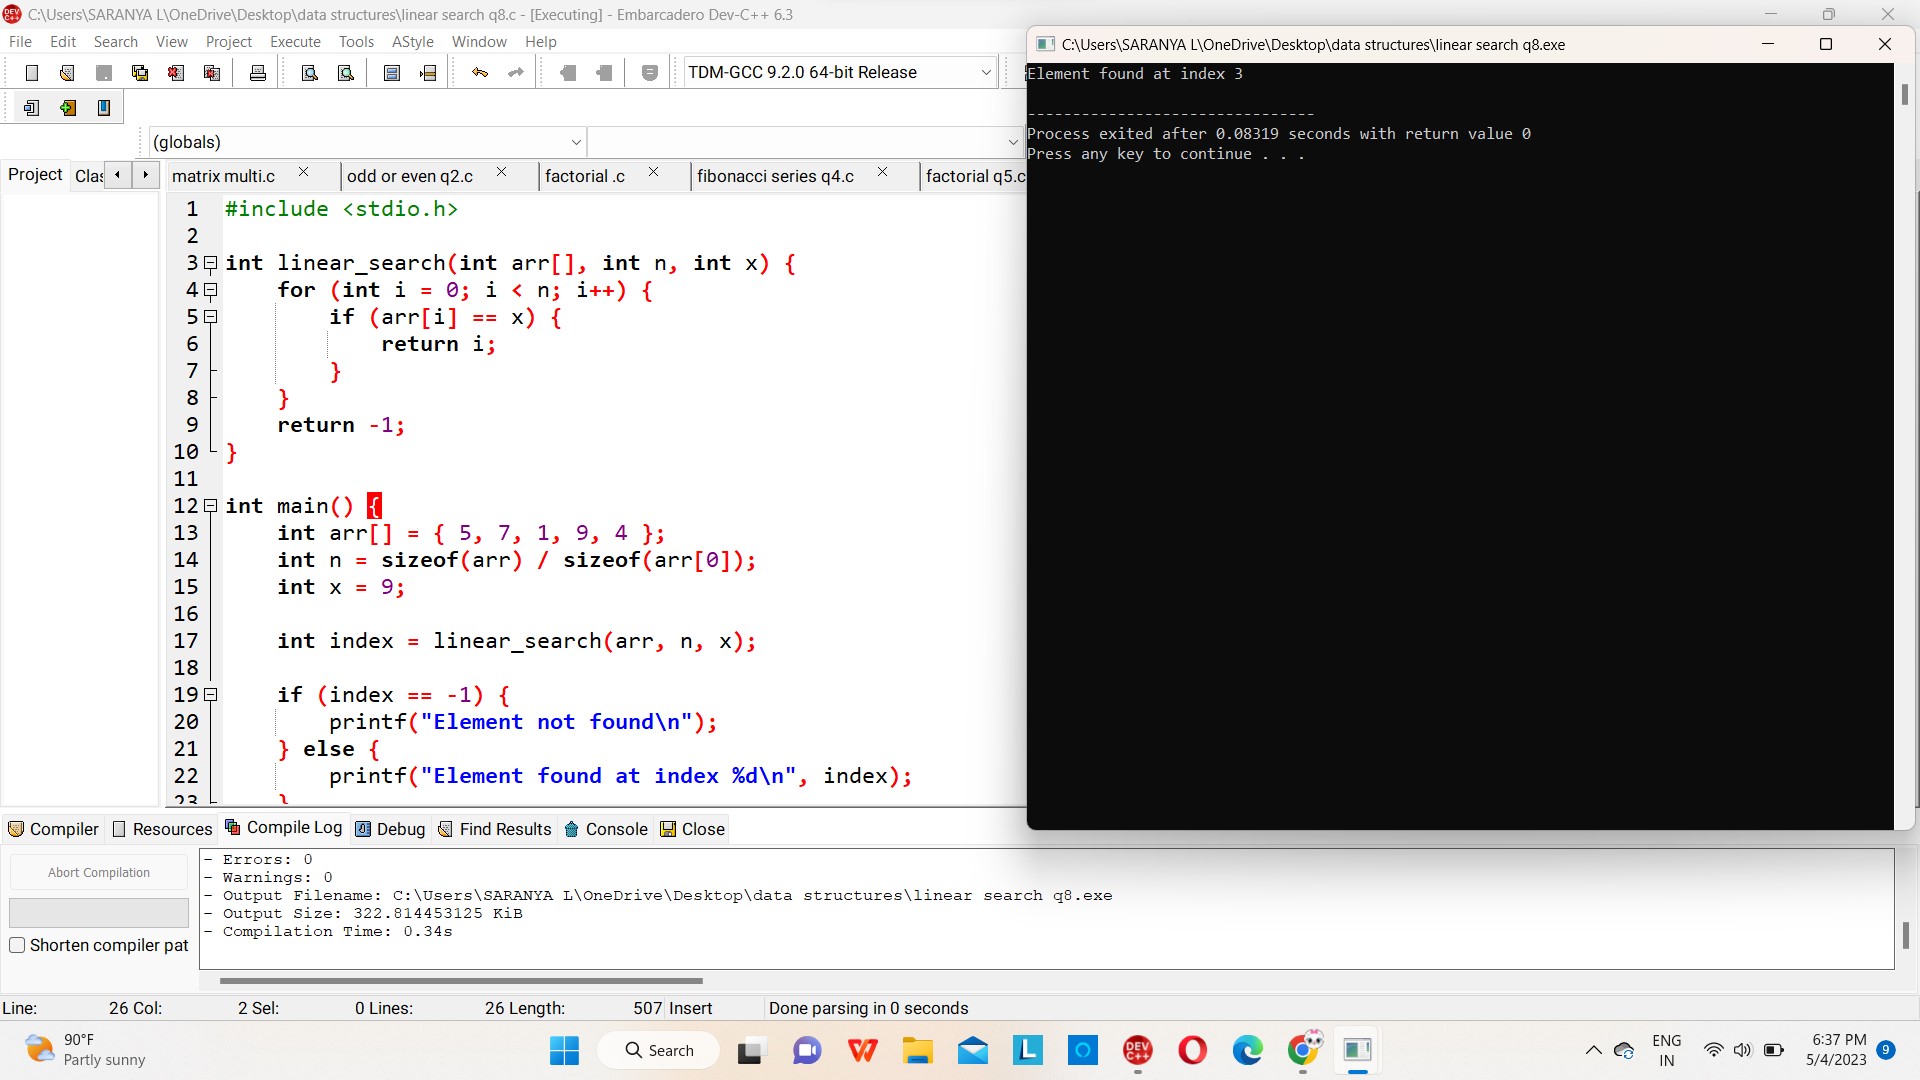 C:\Users\SARANYA L\OneDrive\Desktop\data structures\linear search q8.c - [Executing] - Embarcadero Dev-C++ 6.3
File Edit Search View Project Execute Tools AStyle Window Help
TDM-GCC 9.2.0 64-bit Release
(globals)
Project Clas
matrix multi.c odd or even q2.c factorial .c fibonacci series q4.c factorial q5.c
1 #include <stdio.h>
2
3 int linear_search(int arr[], int n, int x) {
4     for (int i = 0; i < n; i++) {
5         if (arr[i] == x) {
6             return i;
7         }
8     }
9     return -1;
10 }
11
12 int main() {
13     int arr[] = { 5, 7, 1, 9, 4 };
14     int n = sizeof(arr) / sizeof(arr[0]);
15     int x = 9;
16
17     int index = linear_search(arr, n, x);
18
19     if (index == -1) {
20         printf("Element not found\n");
21     } else {
22         printf("Element found at index %d\n", index);
23     }
C:\Users\SARANYA L\OneDrive\Desktop\data structures\linear search q8.exe
Element found at index 3
--------------------------------
Process exited after 0.08319 seconds with return value 0
Press any key to continue . . .
Compiler Resources Compile Log Debug Find Results Console Close
Abort Compilation
Shorten compiler pat
- Errors: 0
- Warnings: 0
- Output Filename: C:\Users\SARANYA L\OneDrive\Desktop\data structures\linear search q8.exe
- Output Size: 322.814453125 KiB
- Compilation Time: 0.34s
Line: 26 Col: 2 Sel: 0 Lines: 26 Length: 507 Insert Done parsing in 0 seconds
90°F
Partly sunny
Search
DEV C++
ENG
IN
6:37 PM
5/4/2023
9